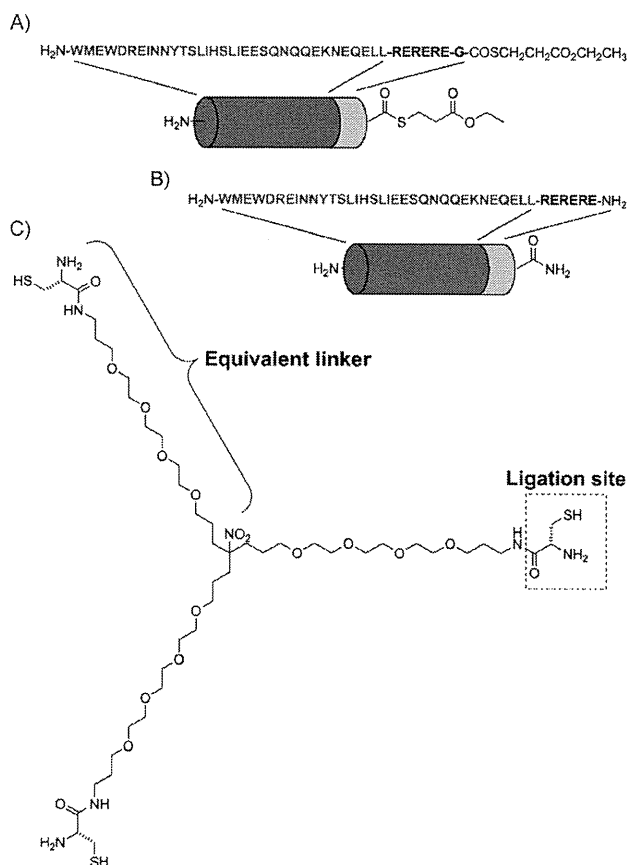 A)
H₂N-WMEWDREINNYTSLIHSLIEESQNQQEKNEQELL-RERERE-G-COSCH₂CH₂CO₂CH₂CH₃
H₂N
O
S
O
O
B)
H₂N-WMEWDREINNYTSLIHSLIEESQNQQEKNEQELL-RERERE-NH₂
H₂N
O
NH₂
C)
NH₂
HS
O
HN
Equivalent linker
O
O
O
O
Ligation site
NO₂
O
O
O
O
H
N
SH
NH₂
O
O
O
O
O
O
NH
H₂N
SH